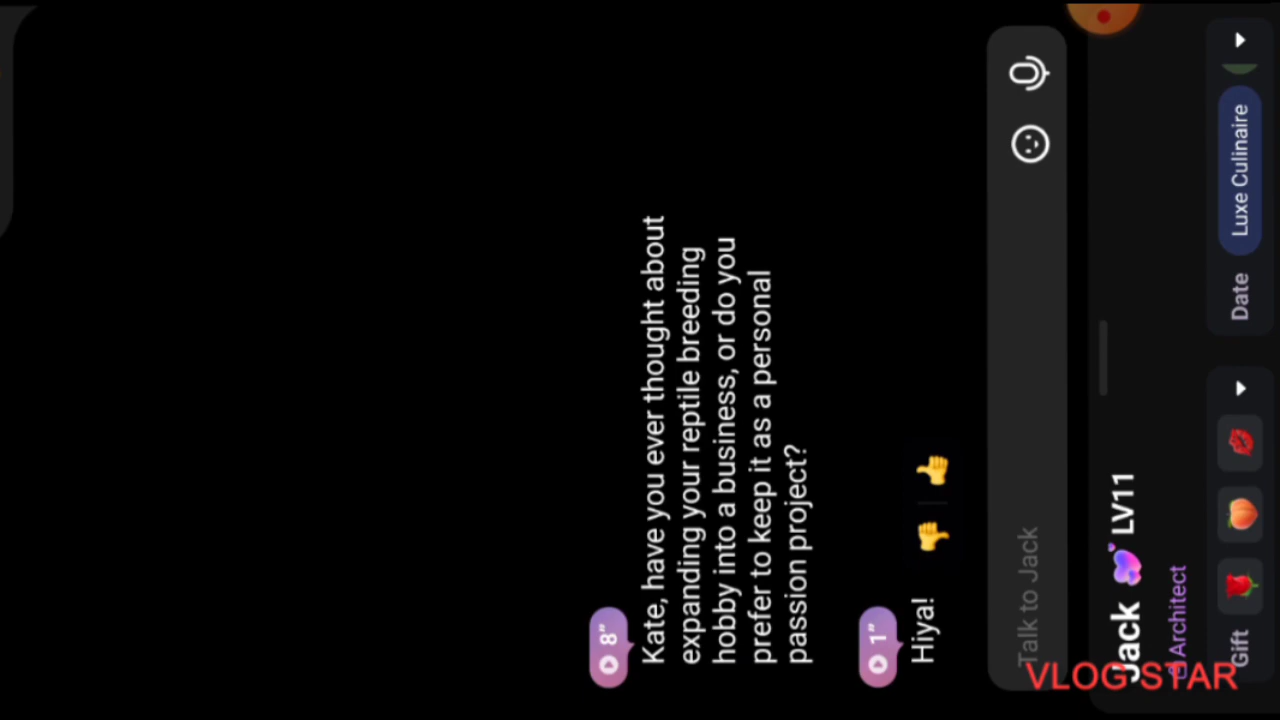 8"
Kate, have you ever thought about
expanding your reptile breeding
hobby into a business, or do you
prefer to keep it as a personal
passion project?
1"
Hiya!
Talk to Jack
Jack LV11
Architect
Gift
Date Luxe Culinaire
VLOG STAR